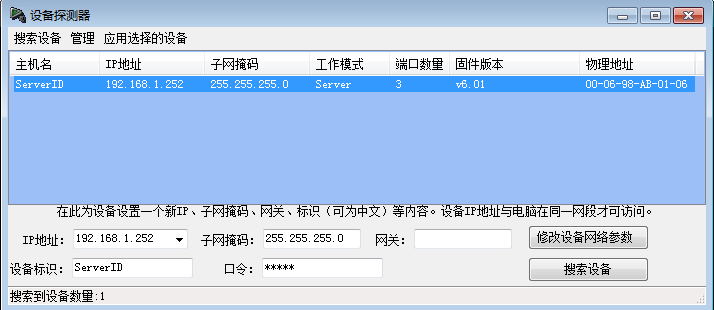 设备探测器
搜索设备 管理 应用选择的设备
主机名 IP地址 子网掩码 工作模式 端口数量 固件版本 物理地址
ServerID 192.168.1.252 255.255.255.0 Server 3 v6.01 00-06-98-AB-01-06
在此为设备设置一个新IP、子网掩码、网关、标识（可为中文）等内容。设备IP地址与电脑在同一网段才可访问。
IP地址: 192.168.1.252 子网掩码: 255.255.255.0 网关: 修改设备网络参数
设备标识: ServerID 口令: ***** 搜索设备
搜索到设备数量:1